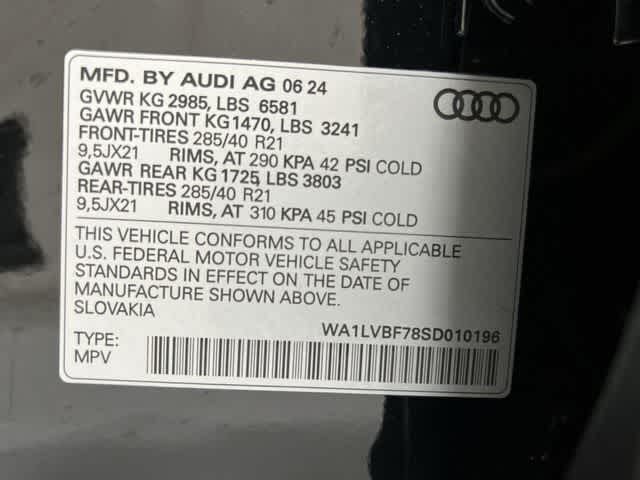 MFD. BY AUDI AG 06 24
GVWR KG 2985, LBS 6581
GAWR FRONT KG1470, LBS 3241
FRONT-TIRES 285/40 R21
9,5JX21 RIMS, AT 290 KPA 42 PSI COLD
GAWR REAR KG 1725, LBS 3803
REAR-TIRES 285/40 R21
9,5JX21 RIMS, AT 310 KPA 45 PSI COLD
THIS VEHICLE CONFORMS TO ALL APPLICABLE
U.S. FEDERAL MOTOR VEHICLE SAFETY
STANDARDS IN EFFECT ON THE DATE OF
MANUFACTURE SHOWN ABOVE.
SLOVAKIA
WA1LVBF78SD010196
TYPE:
MPV